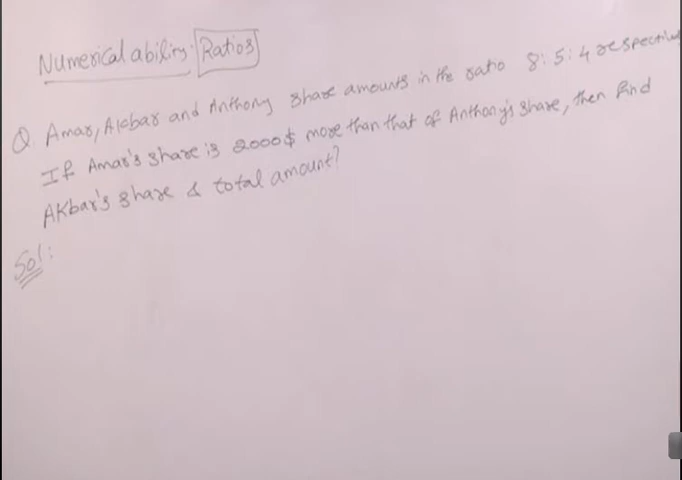 Numerical ability: Ratios
Q Amar, Akbar and Anthony share amounts in the ratio 8:5:4 respectively
If Amar's share is 2000$ more than that of Anthony's share, then find
Akbar's share & total amount?
Sol: